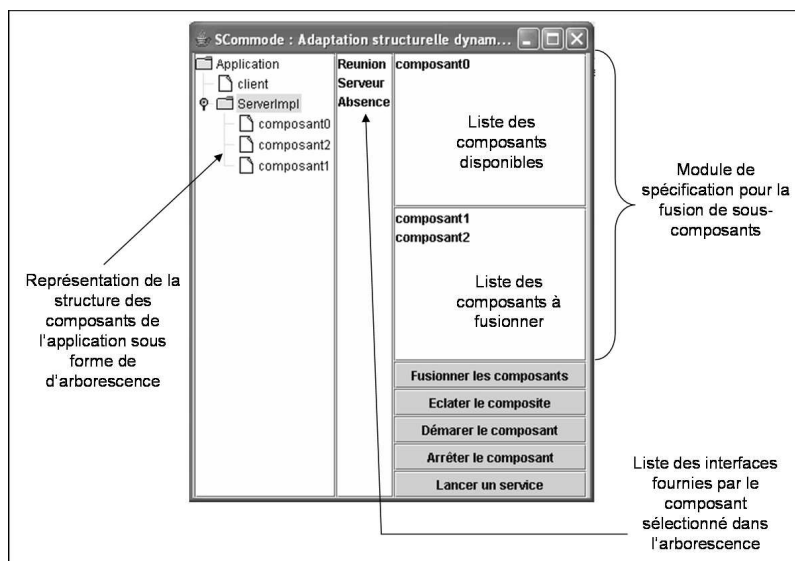 SCommode : Adaptation structurelle dynam...
Application
client
ServerImpl
composant0
composant2
composant1
Reunion
Serveur
Absence
composant0
Liste des
composants
disponibles
composant1
composant2
Liste des
composants à
fusionner
Fusionner les composants
Eclater le composite
Démarer le composant
Arréter le composant
Lancer un service
Représentation de la
structure des
composants de
l'application sous
forme de
d'arborescence
Module de
spécification pour la
fusion de sous-
composants
Liste des interfaces
fournies par le
composant
sélectionné dans
l'arborescence